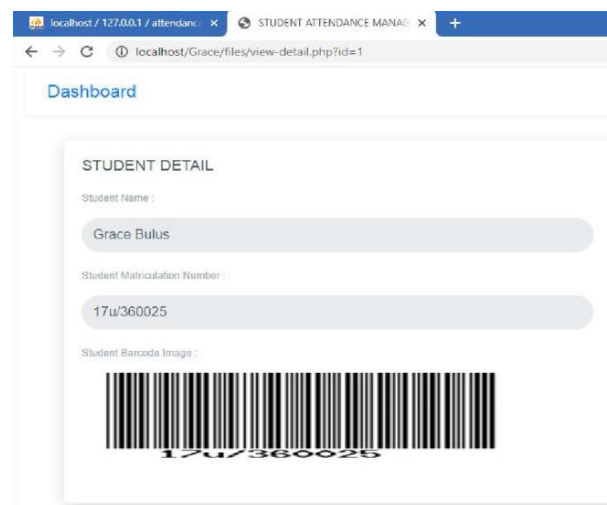 localhost / 127.0.0.1 / attendanc
STUDENT ATTENDANCE MANAG
localhost/Grace/files/view-detail.php?id=1
Dashboard
STUDENT DETAIL
Student Name :
Grace Bulus
Student Matriculation Number :
17u/360025
Student Barcode Image :
17u/360025